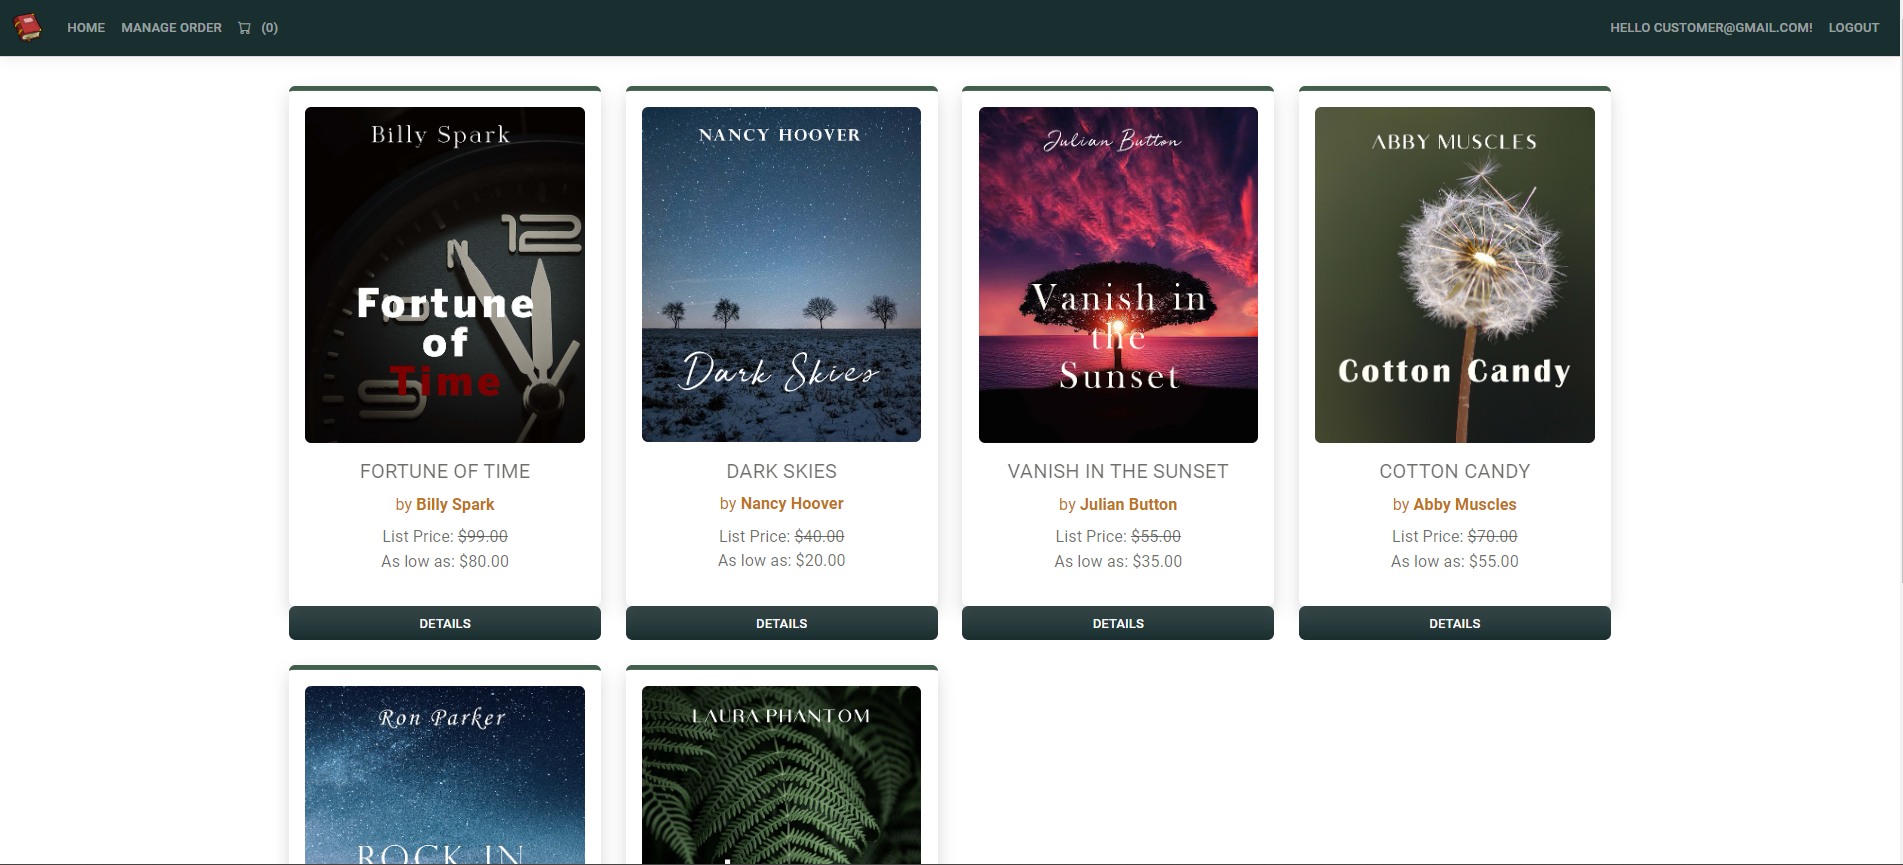 HOME MANAGE ORDER (0) HELLO CUSTOMER@GMAIL.COM! LOGOUT
Billy Spark
12
Fortune
of
Time
9
FORTUNE OF TIME
by Billy Spark
List Price: $99.00
As low as: $80.00
DETAILS
NANCY HOOVER
Dark Skies
DARK SKIES
by Nancy Hoover
List Price: $40.00
As low as: $20.00
DETAILS
Julian Button
Vanish in
the
Sunset
VANISH IN THE SUNSET
by Julian Button
List Price: $55.00
As low as: $35.00
DETAILS
ABBY MUSCLES
Cotton Candy
COTTON CANDY
by Abby Muscles
List Price: $70.00
As low as: $55.00
DETAILS
Ron Parker
ROCK IN
LAURA PHANTOM